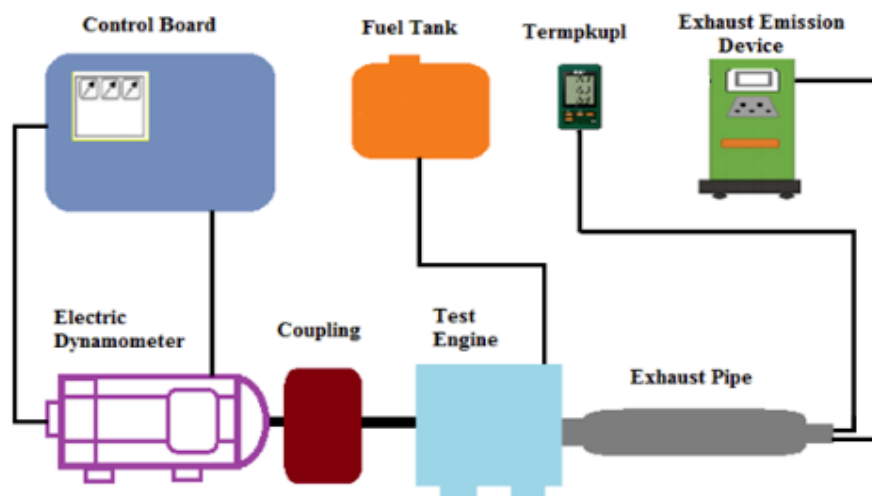 Control Board
Fuel Tank
Termpkupl
Exhaust Emission
Device
Electric
Dynamometer
Coupling
Test
Engine
Exhaust Pipe